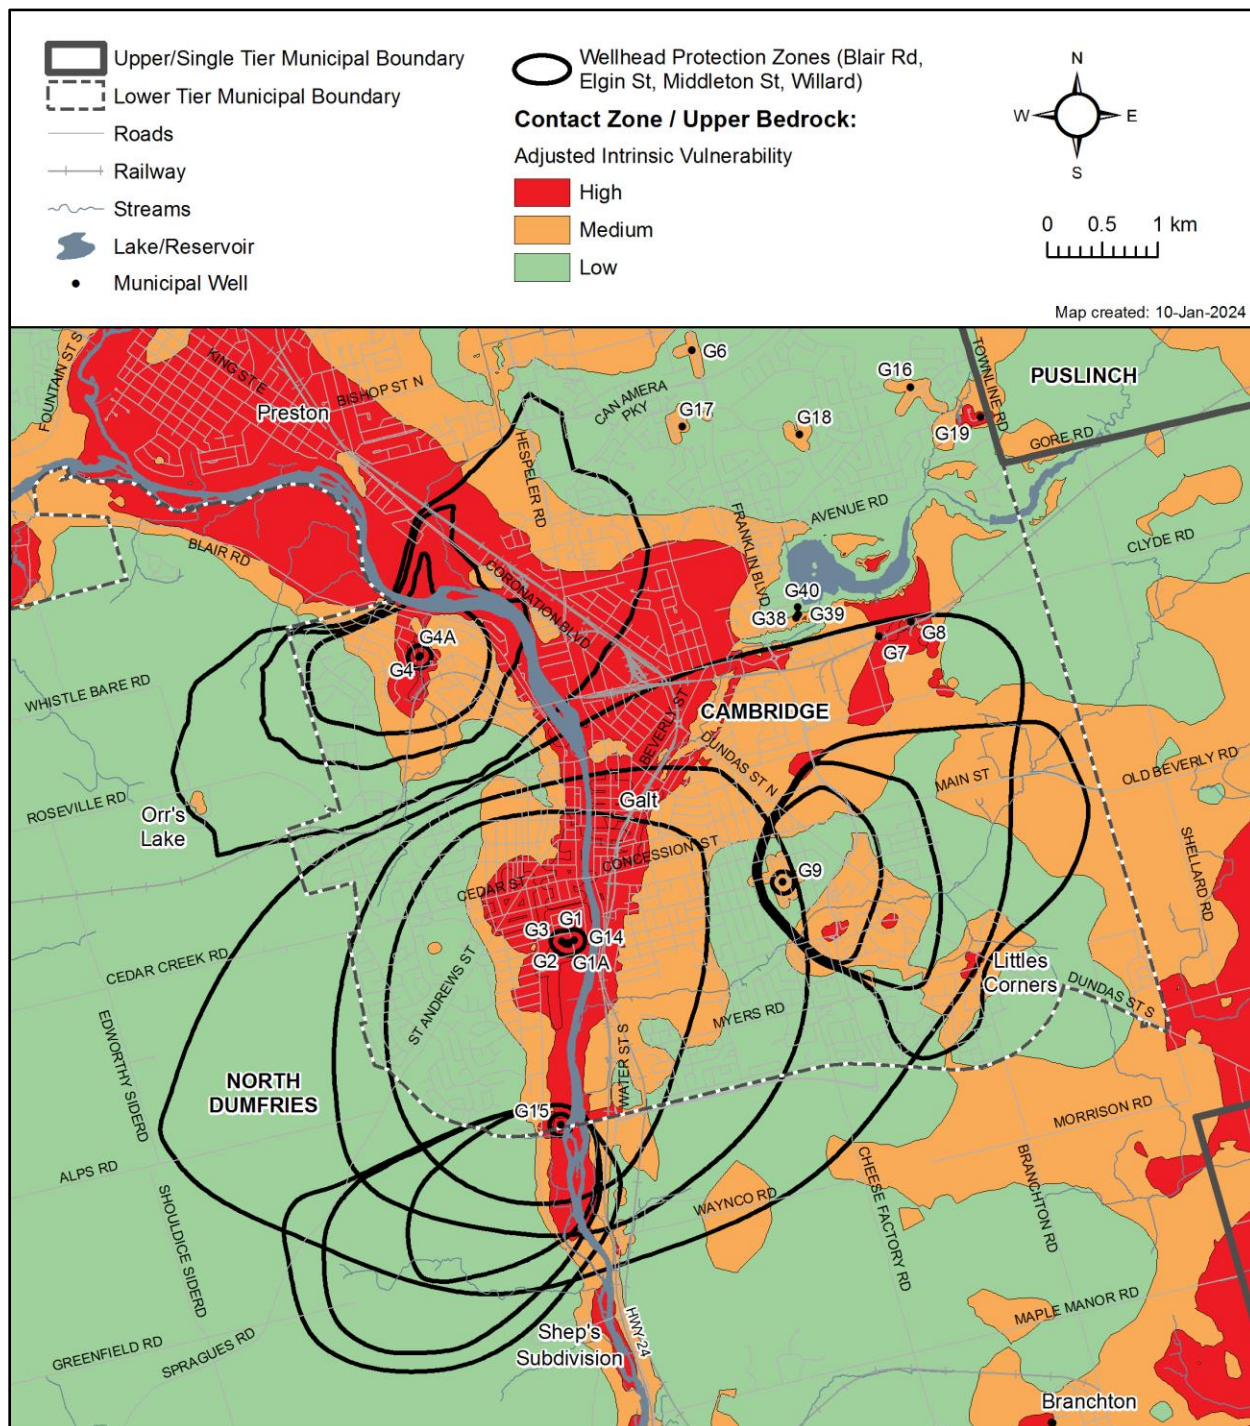 Upper/Single Tier Municipal Boundary
Lower Tier Municipal Boundary
Roads
Railway
Streams
Lake/Reservoir
Municipal Well
Wellhead Protection Zones (Blair Rd,
Elgin St, Middleton St, Willard)
Contact Zone / Upper Bedrock:
Adjusted Intrinsic Vulnerability
High
Medium
Low
N
W
E
S
0 0.5 1 km
Map created: 10-Jan-2024
FOUNTAIN ST S
KING ST E
BISHOP ST N
Preston
HESPELER RD
CAN AMERA
PKY
G6
G17
G18
G16
G19
TOWNLINE RD
PUSLINCH
GORE RD
AVENUE RD
FRANKLIN BLVD
CLYDE RD
BLAIR RD
CORONATION BLVD
G40
G38
G39
G8
G7
G4A
G4
WHISTLE BARE RD
BEVERLY ST
CAMBRIDGE
DUNDAS ST N
MAIN ST
OLD BEVERLY RD
ROSEVILLE RD
Orr's
Lake
Galt
CONCESSION ST
SHELLARD RD
CEDAR ST
G9
G1
G3
G14
G2
G1A
CEDAR CREEK RD
ST ANDREWS ST
Littles
Corners
DUNDAS ST S
MYERS RD
EDWORTHY SIDERD
WATER ST S
NORTH
DUMFRIES
G15
MORRISON RD
ALPS RD
SHOULDICE SIDERD
WAYNCO RD
CHEESE FACTORY RD
BRANCHTON RD
MAPLE MANOR RD
HWY 24
Shep's
Subdivision
GREENFIELD RD
SPRAGUES RD
Branchton